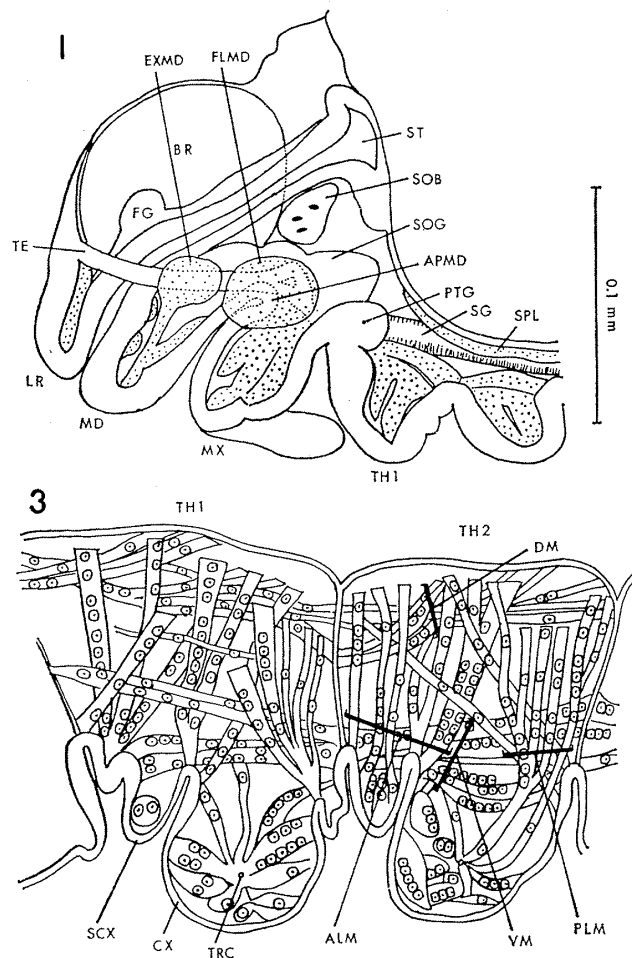 1
EXMD FLMD
BR
ST
FG
SOB
TE
SOG
APMD
PTG
SG
SPL
0.1 mm
LR
MD
MX
TH1
3
TH1
TH2
DM
SCX
CX
TRC
ALM
VM
PLM